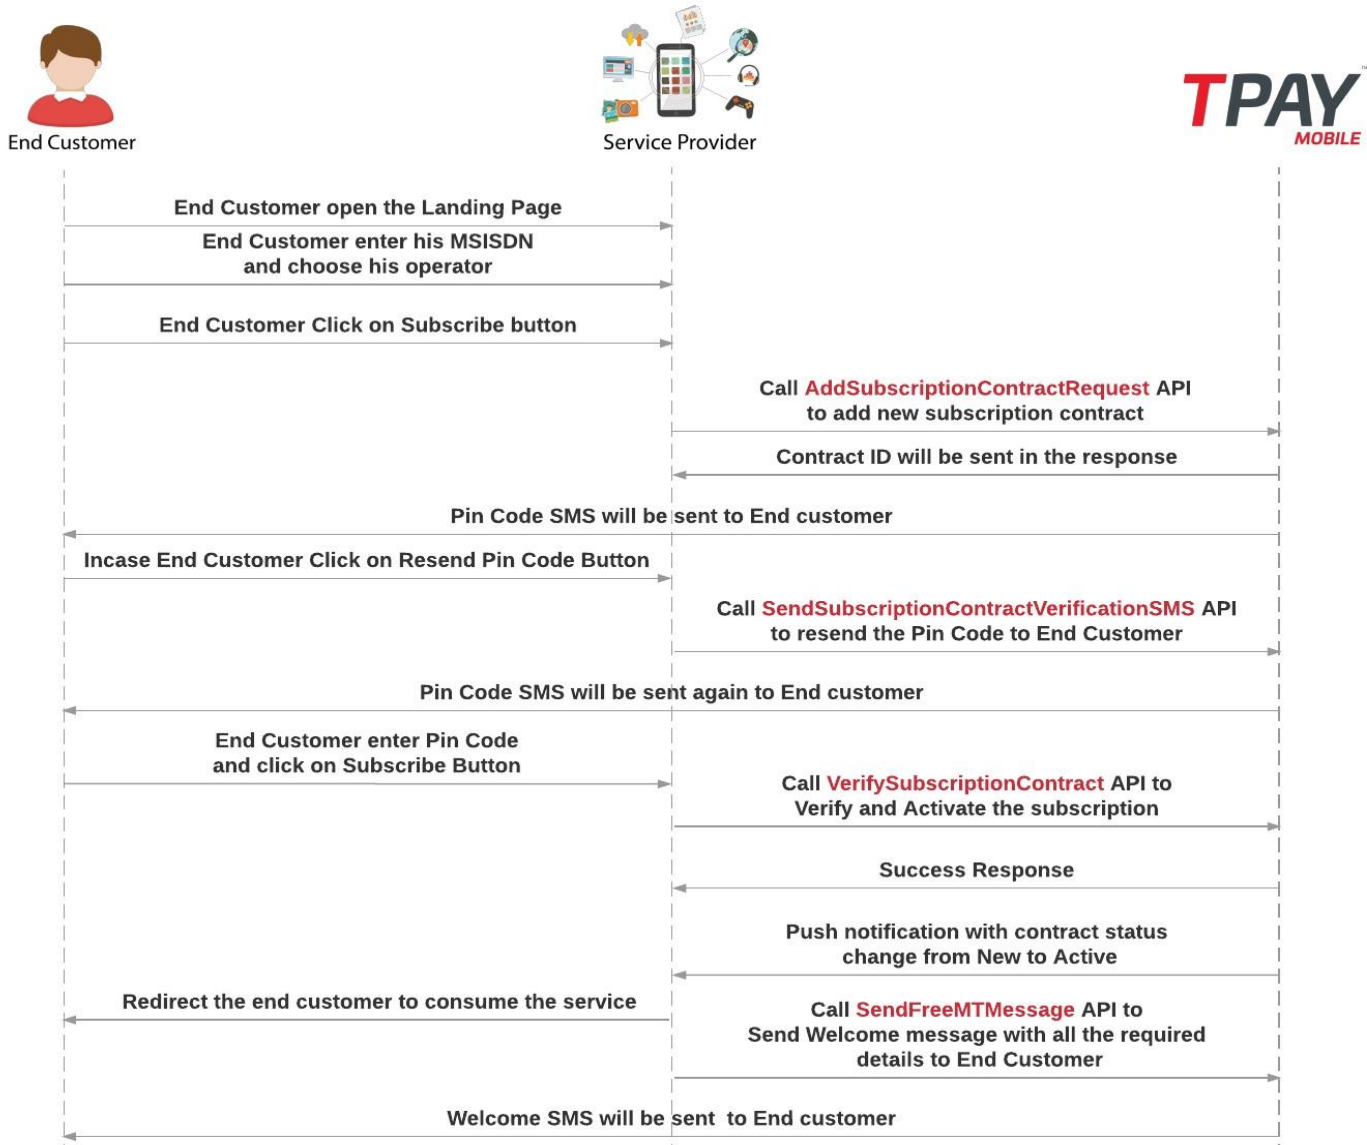 End Customer
Service Provider
TPAY
™
MOBILE
End Customer open the Landing Page
End Customer enter his MSISDN
and choose his operator
End Customer Click on Subscribe button
Call AddSubscriptionContractRequest API
to add new subscription contract
Contract ID will be sent in the response
Pin Code SMS will be sent to End customer
Incase End Customer Click on Resend Pin Code Button
Call SendSubscriptionContractVerificationSMS API
to resend the Pin Code to End Customer
Pin Code SMS will be sent again to End customer
End Customer enter Pin Code
and click on Subscribe Button
Call VerifySubscriptionContract API to
Verify and Activate the subscription
Success Response
Push notification with contract status
change from New to Active
Redirect the end customer to consume the service
Call SendFreeMTMessage API to
Send Welcome message with all the required
details to End Customer
Welcome SMS will be sent to End customer